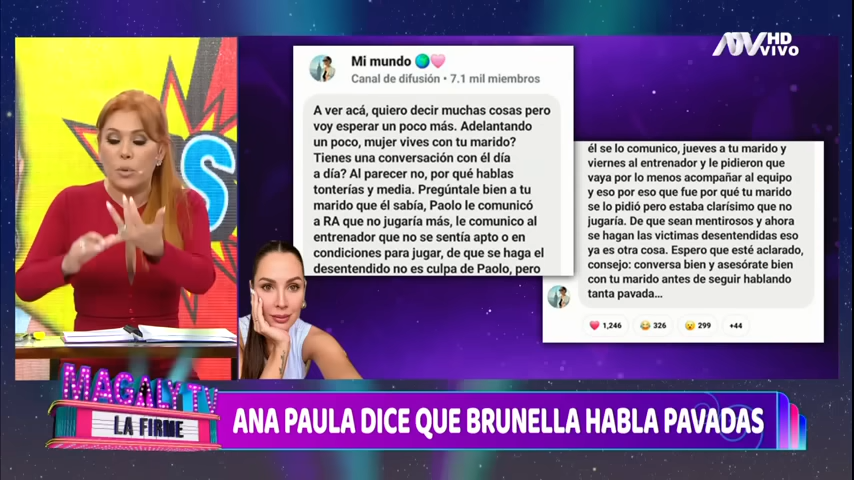 ATV HD
VIVO
Mi mundo 🌎🩷
Canal de difusión • 7.1 mil miembros
A ver acá, quiero decir muchas cosas pero
voy esperar un poco más. Adelantando
un poco, mujer vives con tu marido?
Tienes una conversación con él día
a día? Al parecer no, por qué hablas
tonterías y media. Pregúntale bien a tu
marido que él sabía, Paolo le comunicó
a RA que no jugaría más, le comunico al
entrenador que no se sentía apto o en
condiciones para jugar, de que se haga el
desentendido no es culpa de Paolo, pero
él se lo comunico, jueves a tu marido y
viernes al entrenador y le pidieron que
vaya por lo menos acompañar al equipo
y eso por eso que fue por qué tu marido
se lo pidió pero estaba clarísimo que no
jugaría. De que sean mentirosos y ahora
se hagan las victimas desentendidas eso
ya es otra cosa. Espero que esté aclarado,
consejo: conversa bien y asesórate bien
con tu marido antes de seguir hablando
tanta pavada...
🩷 1,246 😂 326 😯 299 +44
S
MAGALY TV
LA FIRME
ANA PAULA DICE QUE BRUNELLA HABLA PAVADAS